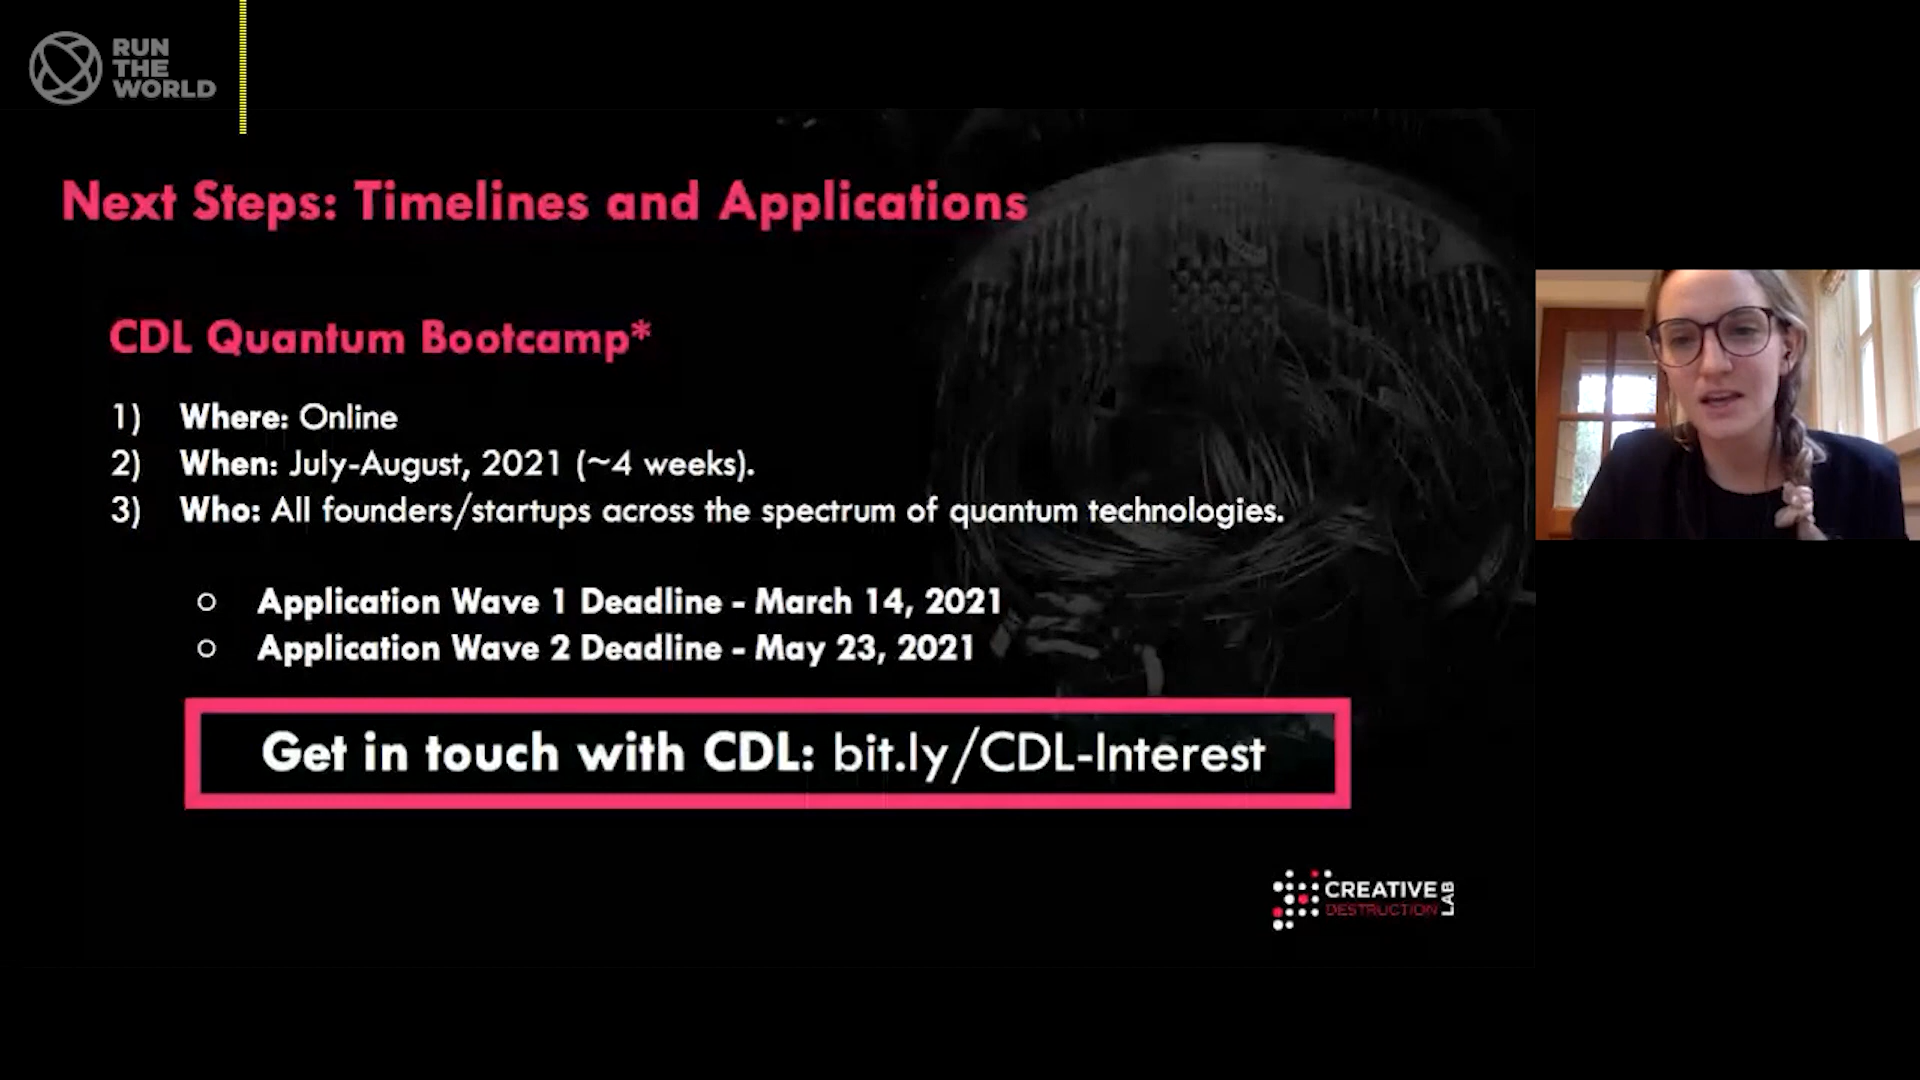 RUN
THE
WORLD
Next Steps: Timelines and Applications
CDL Quantum Bootcamp*
1) Where: Online
2) When: July-August, 2021 (~4 weeks).
3) Who: All founders/startups across the spectrum of quantum technologies.
○ Application Wave 1 Deadline - March 14, 2021
○ Application Wave 2 Deadline - May 23, 2021
Get in touch with CDL: bit.ly/CDL-Interest
CREATIVE
DESTRUCTION
LAB